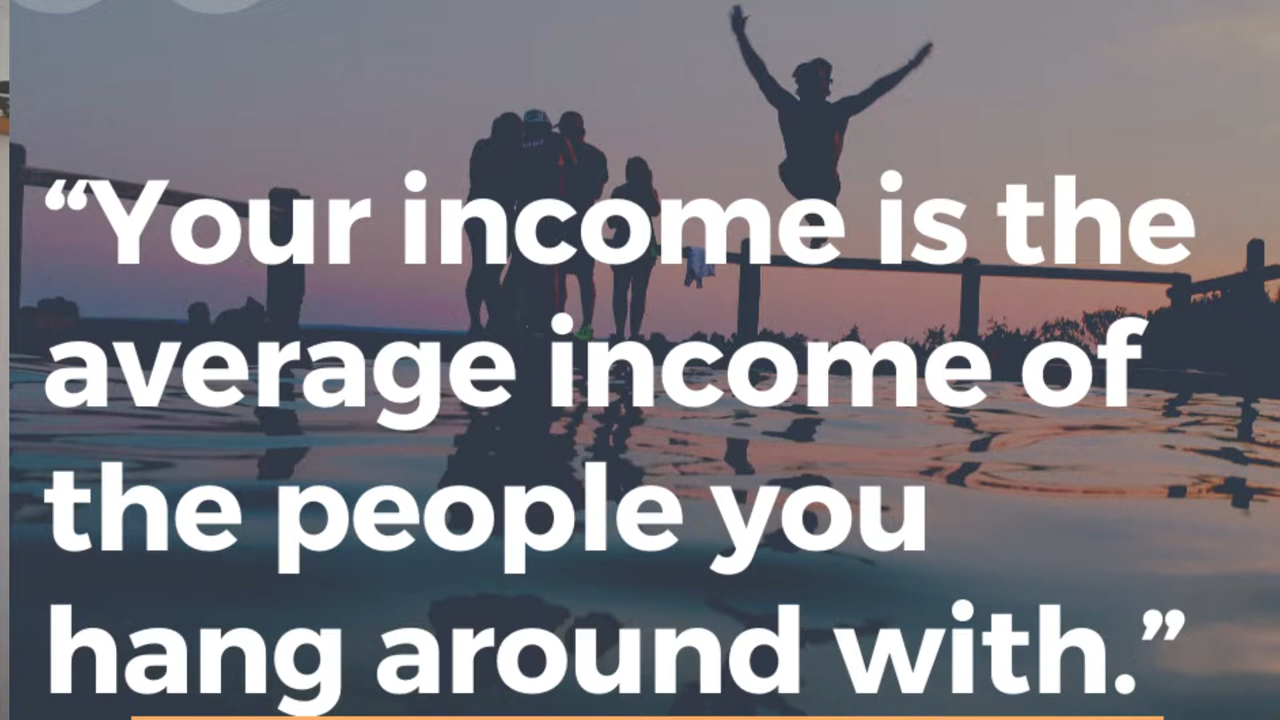 “Your income is the
average income of
the people you
hang around with.”